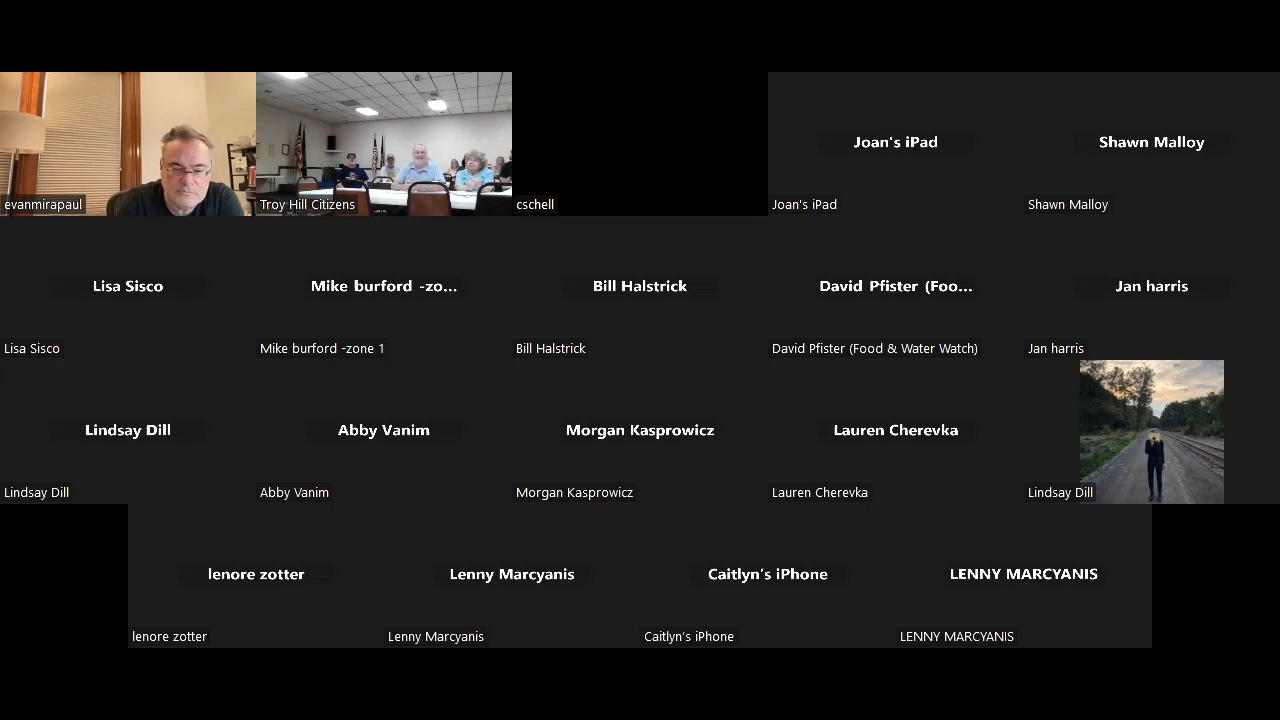 evanmirapaul
Troy Hill Citizens
cschell
Joan's iPad
Joan's iPad
Shawn Malloy
Shawn Malloy
Lisa Sisco
Lisa Sisco
Mike burford -zo...
Mike burford -zone 1
Bill Halstrick
Bill Halstrick
David Pfister (Foo...
David Pfister (Food & Water Watch)
Jan harris
Jan harris
Lindsay Dill
Lindsay Dill
Abby Vanim
Abby Vanim
Morgan Kasprowicz
Morgan Kasprowicz
Lauren Cherevka
Lauren Cherevka
Lindsay Dill
lenore zotter
lenore zotter
Lenny Marcyanis
Lenny Marcyanis
Caitlyn's iPhone
Caitlyn's iPhone
LENNY MARCYANIS
LENNY MARCYANIS